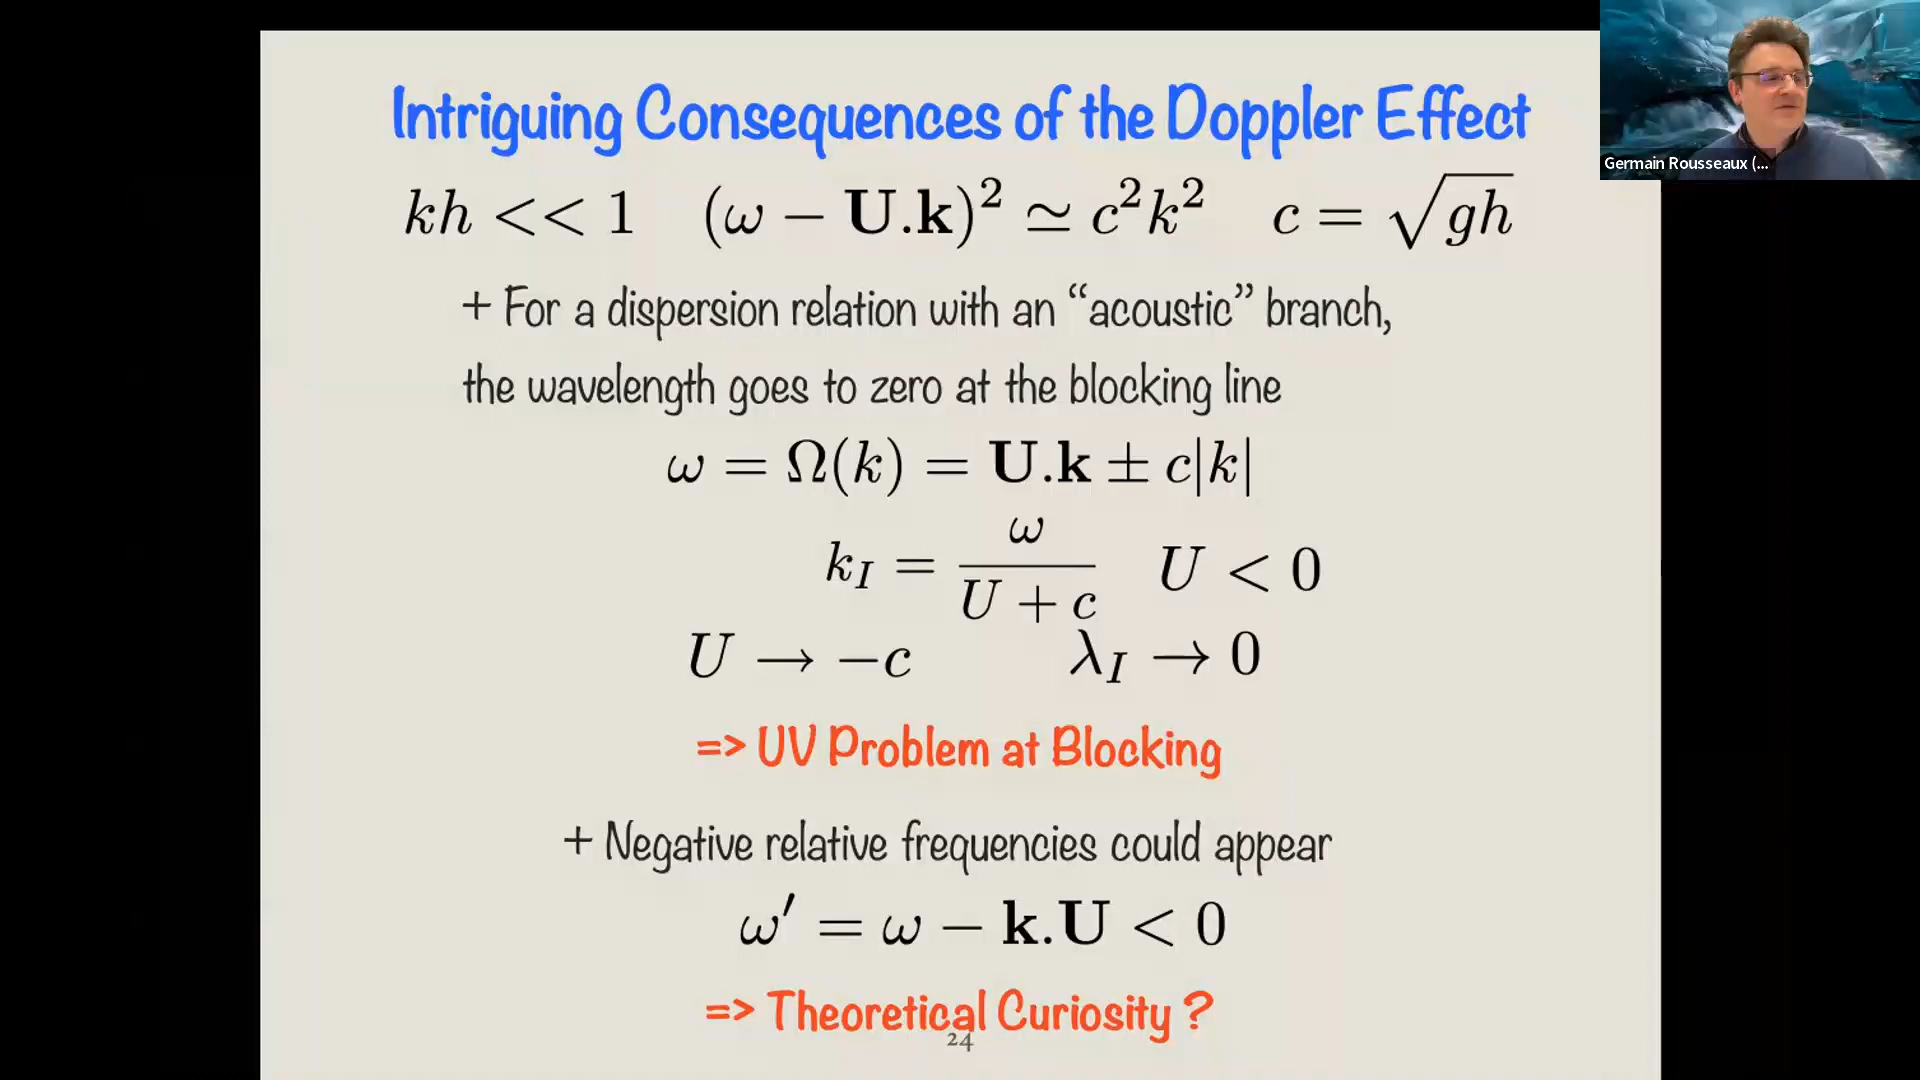 Intriguing Consequences of the Doppler Effect
kh << 1 (ω − U.k)² ≃ c²k² c = √gh
+ For a dispersion relation with an “acoustic” branch,
the wavelength goes to zero at the blocking line
ω = Ω(k) = U.k ± c|k|
k_I = ω / (U + c) U < 0
U → −c λ_I → 0
=> UV Problem at Blocking
+ Negative relative frequencies could appear
ω′ = ω − k.U < 0
=> Theoretical Curiosity ?
24
Germain Rousseaux (...